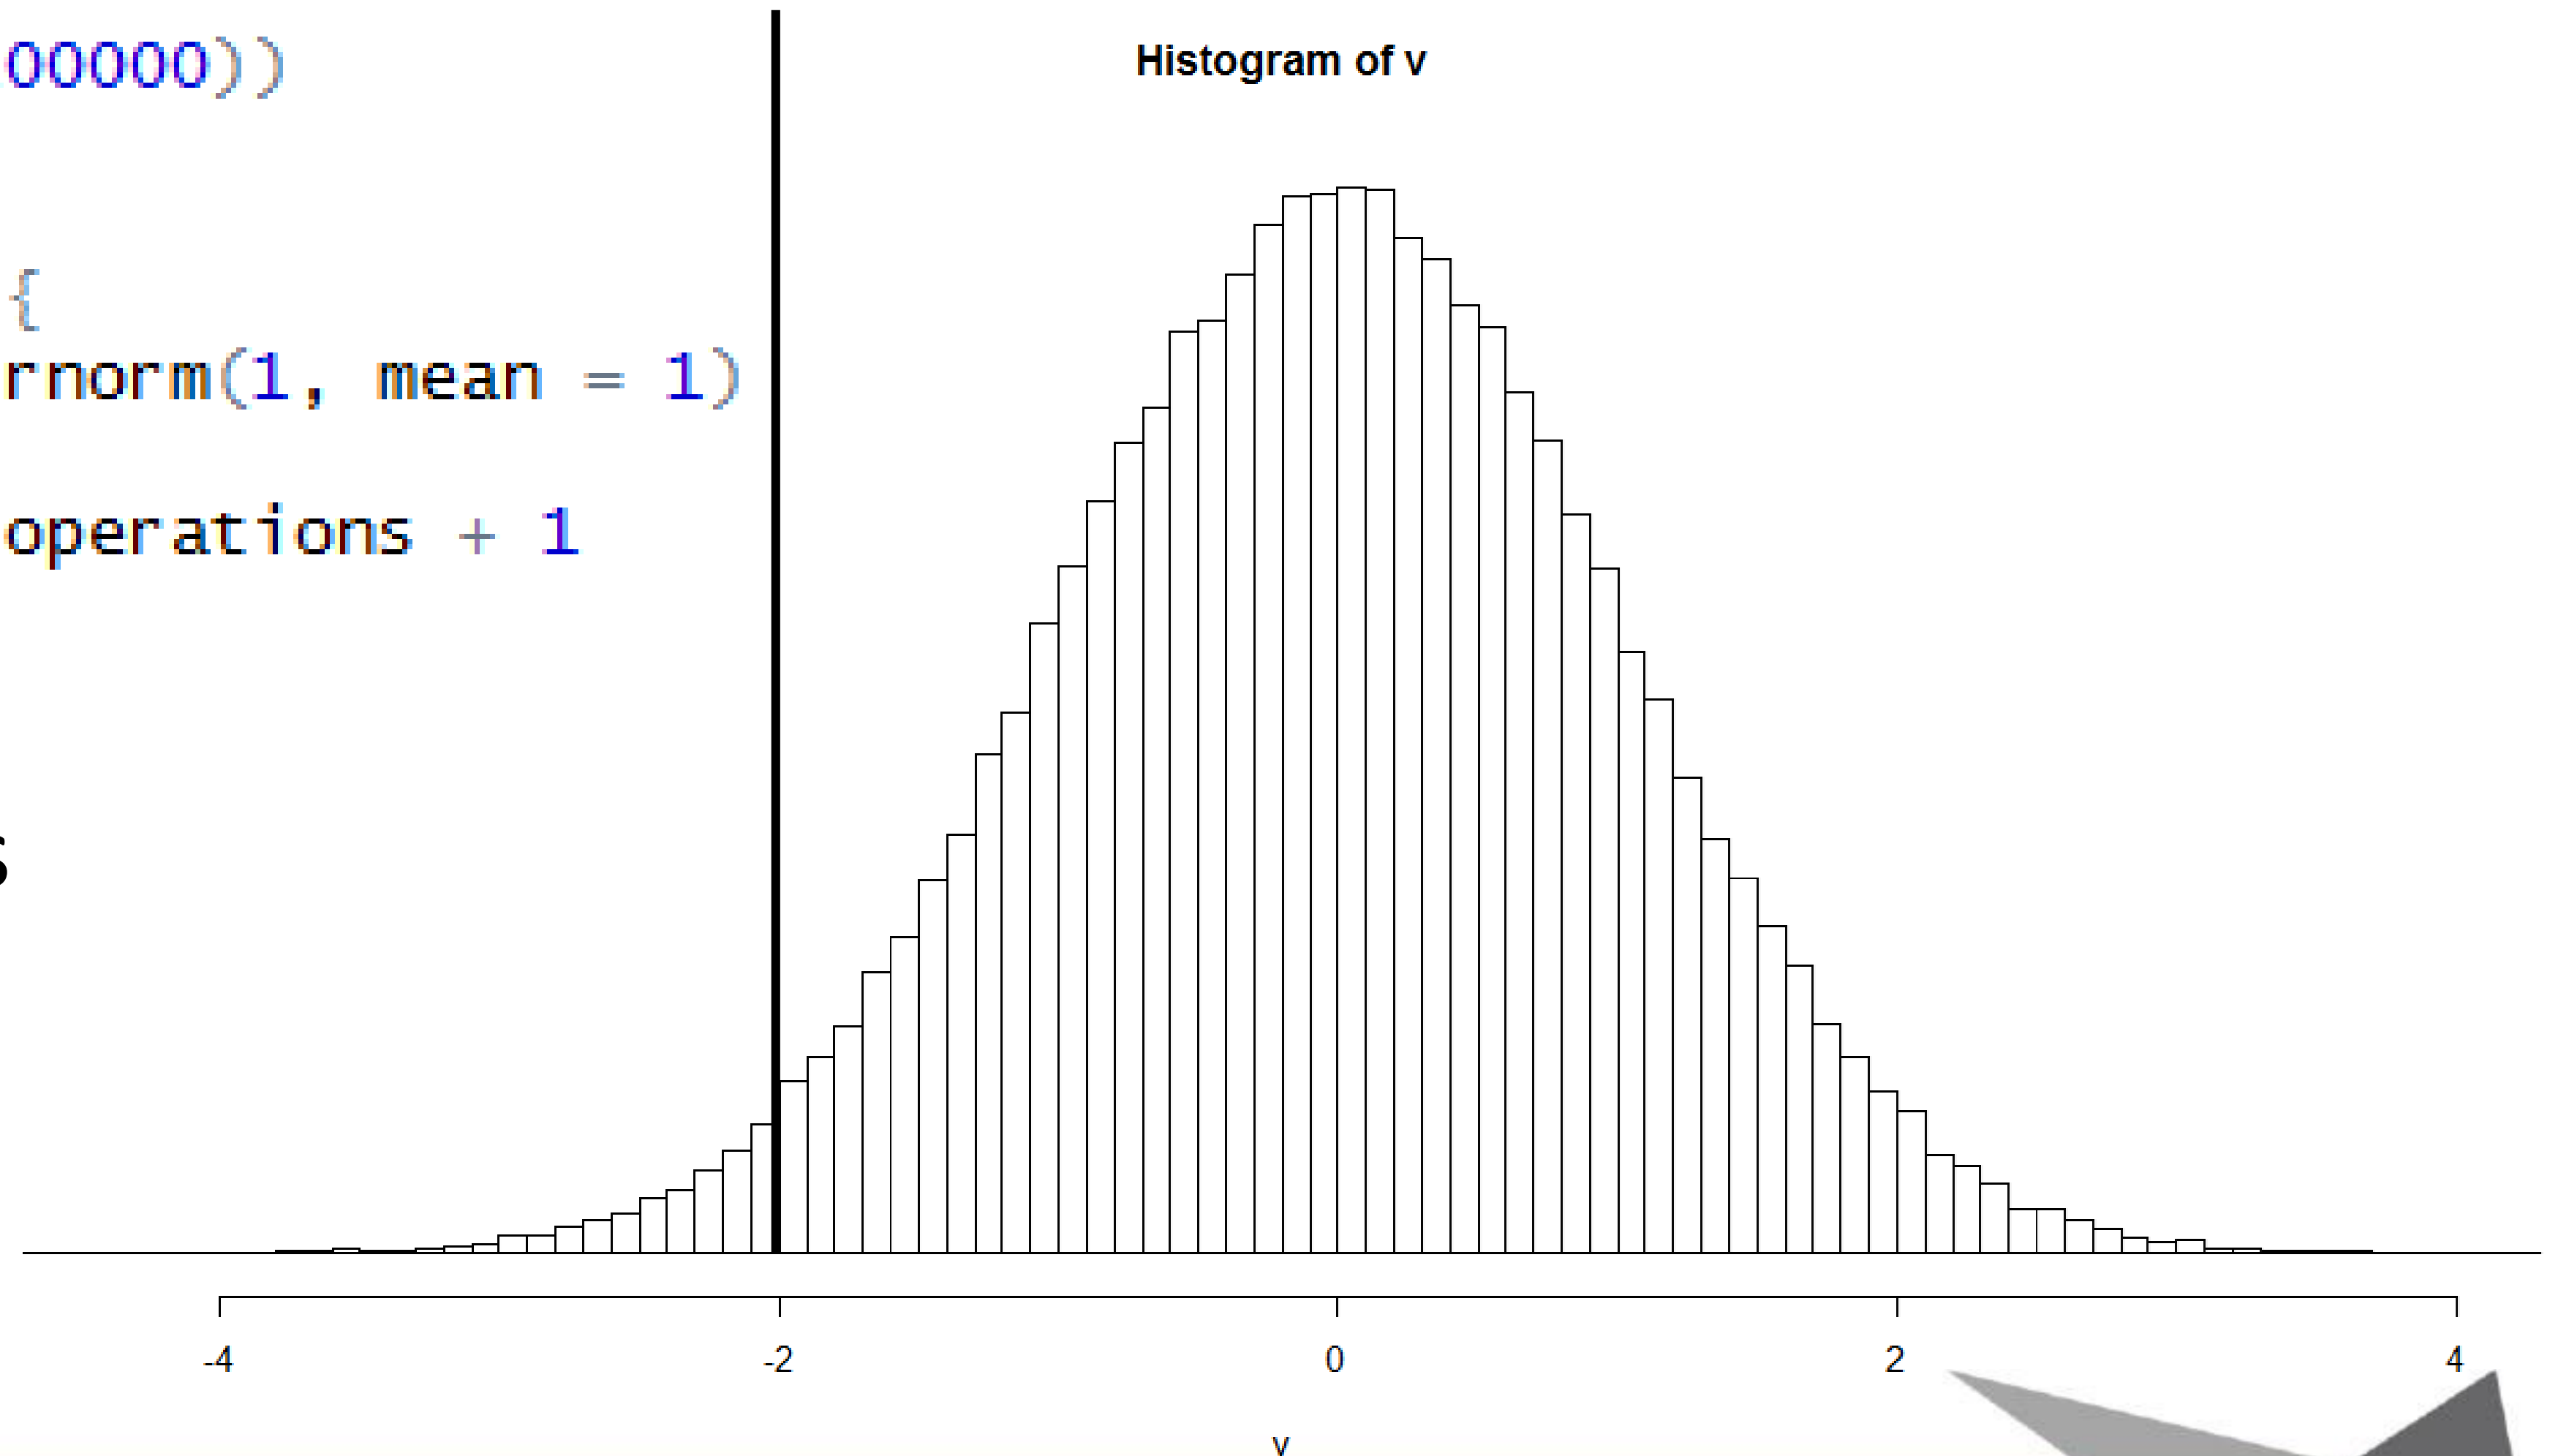 00000))
{
rnorm(1, mean = 1)
operations + 1
s
Histogram of v
-4 -2 0 2 4
v